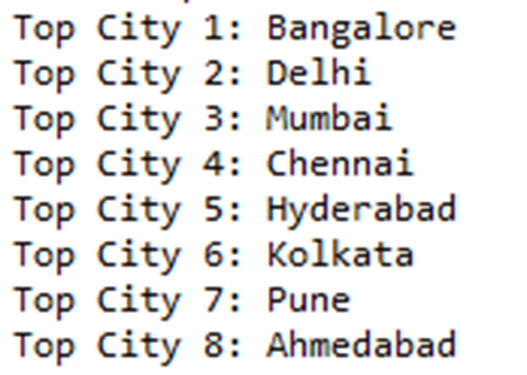 Top City 1: Bangalore
Top City 2: Delhi
Top City 3: Mumbai
Top City 4: Chennai
Top City 5: Hyderabad
Top City 6: Kolkata
Top City 7: Pune
Top City 8: Ahmedabad